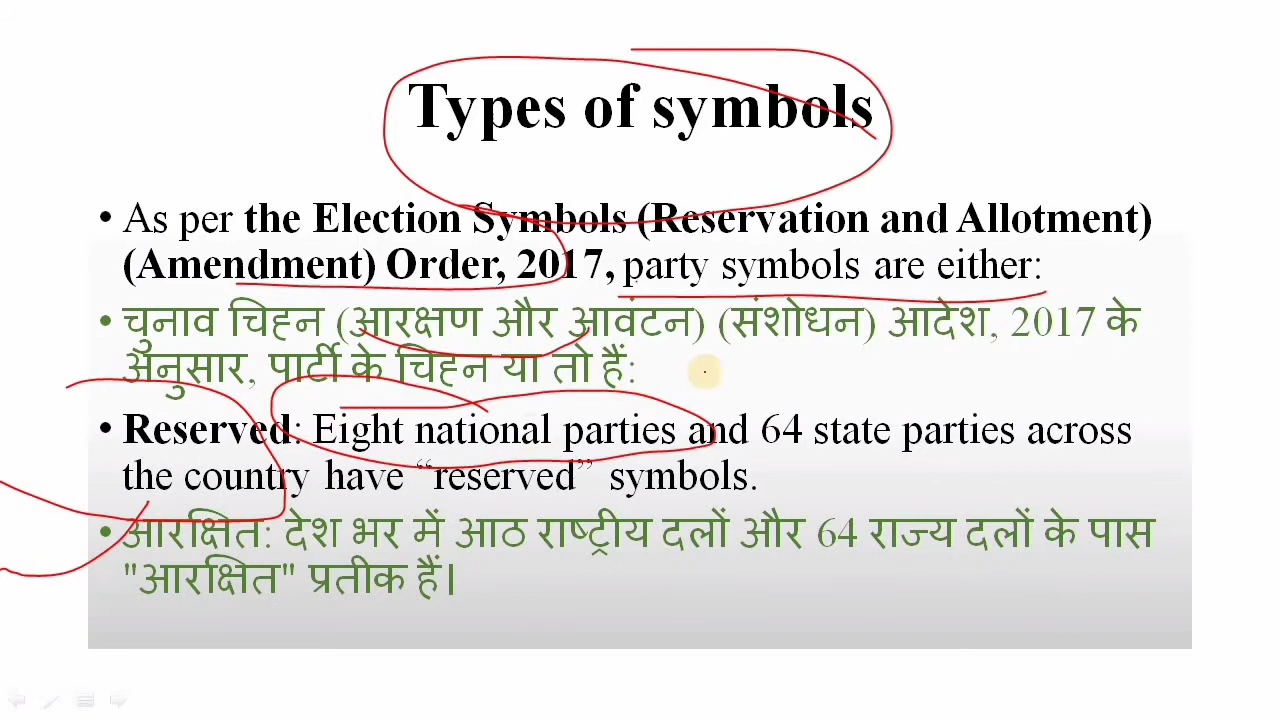 Types of symbols
• As per the Election Symbols (Reservation and Allotment)
(Amendment) Order, 2017, party symbols are either:
• चुनाव चिह्न (आरक्षण और आवंटन) (संशोधन) आदेश, 2017 के
अनुसार, पार्टी के चिह्न या तो हैं:
• Reserved: Eight national parties and 64 state parties across
the country have “reserved” symbols.
• आरक्षित: देश भर में आठ राष्ट्रीय दलों और 64 राज्य दलों के पास
"आरक्षित" प्रतीक हैं।